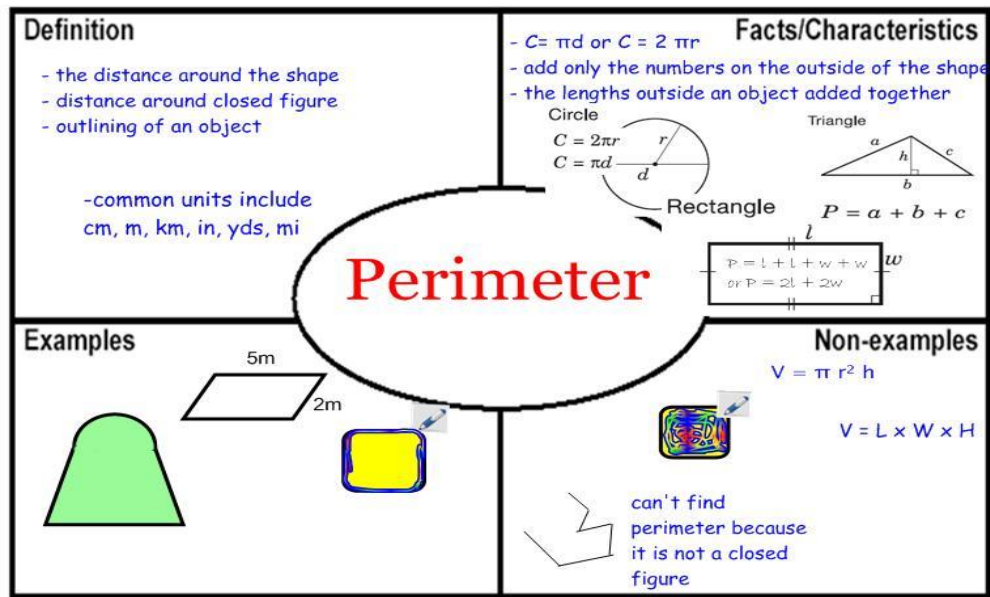 Definition
- the distance around the shape
- distance around closed figure
- outlining of an object
-common units include
cm, m, km, in, yds, mi
Facts/Characteristics
- C= πd or C = 2 πr
- add only the numbers on the outside of the shape
- the lengths outside an object added together
Circle
C = 2πr
C = πd
r
d
Triangle
a
h
c
b
P = a + b + c
Rectangle
l
w
P = l + l + w + w
or P = 2l + 2w
Perimeter
Examples
5m
2m
Non-examples
V = π r² h
V = L x W x H
can't find
perimeter because
it is not a closed
figure